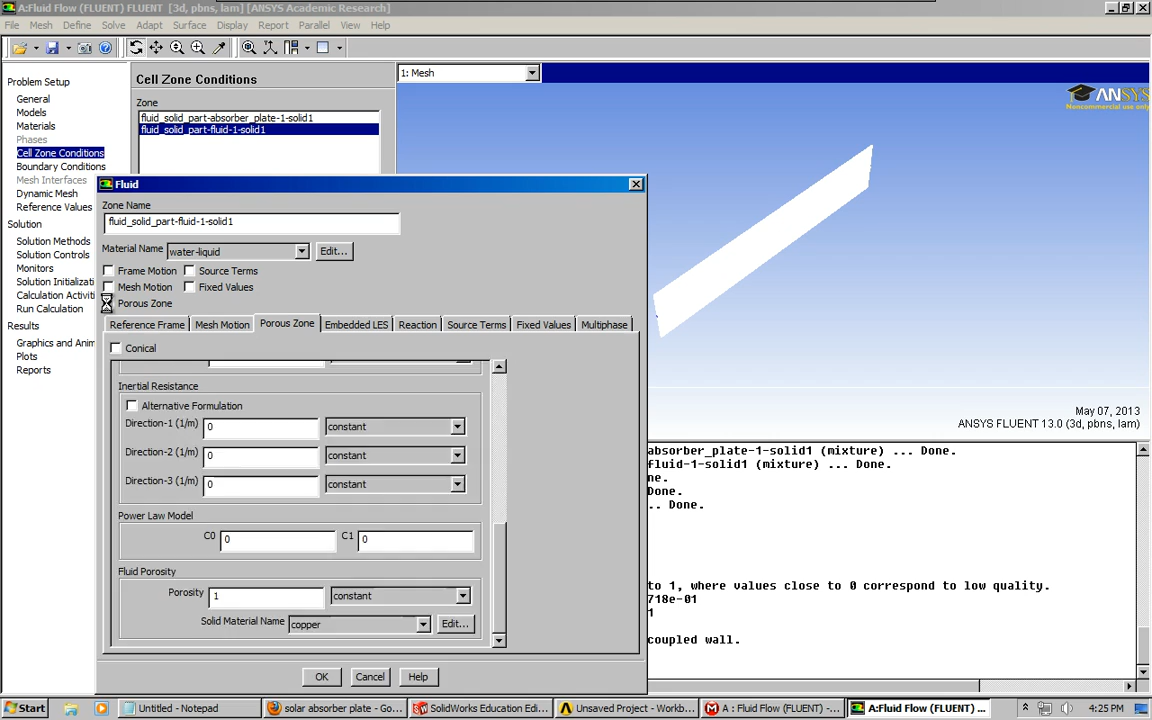 A:Fluid Flow (FLUENT) FLUENT [3d, pbns, lam] [ANSYS Academic Research]
File Mesh Define Solve Adapt Surface Display Report Parallel View Help
Problem Setup
General
Models
Materials
Phases
Cell Zone Conditions
Boundary Conditions
Mesh Interfaces
Dynamic Mesh
Reference Values
Solution
Solution Methods
Solution Controls
Monitors
Solution Initializati
Calculation Activiti
Run Calculation
Results
Graphics and Anim
Plots
Reports
Cell Zone Conditions
Zone
fluid_solid_part-absorber_plate-1-solid1
fluid_solid_part-fluid-1-solid1
1: Mesh
ANSYS
Noncommercial use only
May 07, 2013
ANSYS FLUENT 13.0 (3d, pbns, lam)
Fluid
Zone Name
fluid_solid_part-fluid-1-solid1
Material Name water-liquid Edit...
Frame Motion Source Terms
Mesh Motion Fixed Values
Porous Zone
Reference Frame Mesh Motion Porous Zone Embedded LES Reaction Source Terms Fixed Values Multiphase
Conical
Inertial Resistance
Alternative Formulation
Direction-1 (1/m) 0 constant
Direction-2 (1/m) 0 constant
Direction-3 (1/m) 0 constant
Power Law Model
C0 0 C1 0
Fluid Porosity
Porosity 1 constant
Solid Material Name copper Edit...
OK Cancel Help
absorber_plate-1-solid1 (mixture) ... Done.
fluid-1-solid1 (mixture) ... Done.
ne.
Done.
.. Done.
to 1, where values close to 0 correspond to low quality.
718e-01
1
coupled wall.
Start Untitled - Notepad solar absorber plate - Go... SolidWorks Education Edi... Unsaved Project - Workb... A : Fluid Flow (FLUENT) -... A:Fluid Flow (FLUENT) ... 4:25 PM